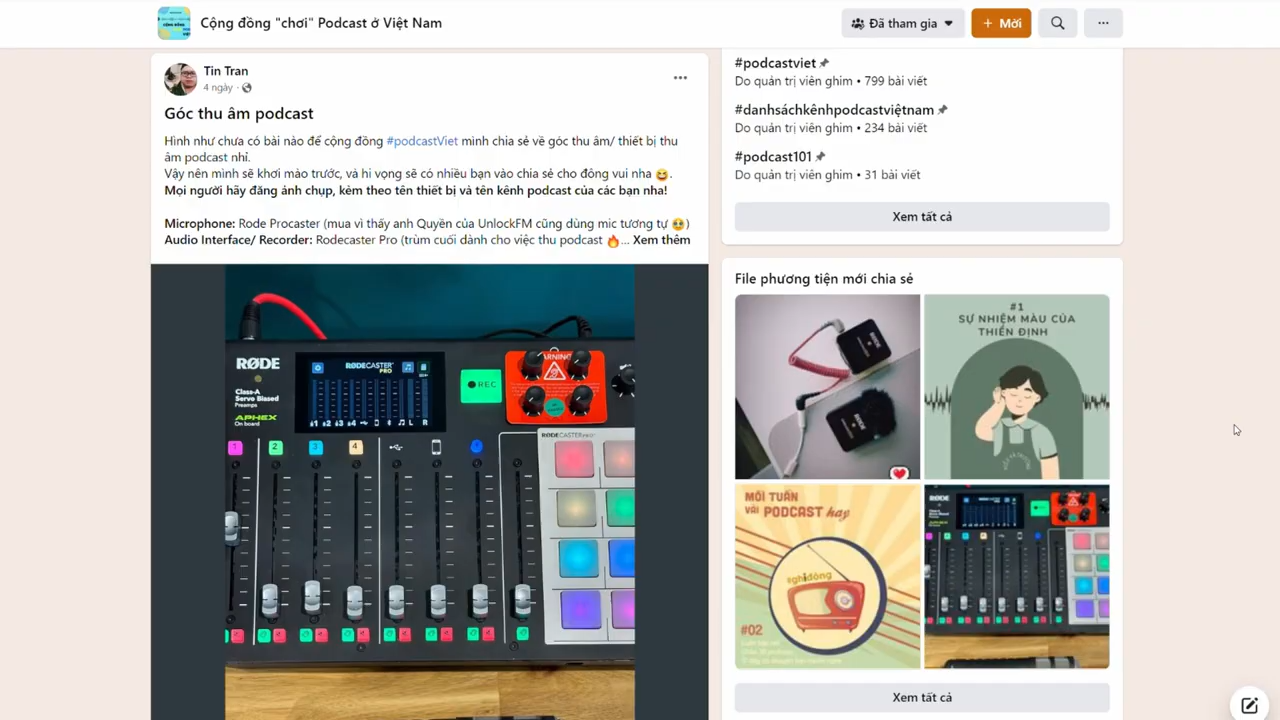 Cộng đồng "chơi" Podcast ở Việt Nam
Đã tham gia
+ Mới
Tin Tran
4 ngày
Góc thu âm podcast
Hình như chưa có bài nào để cộng đồng #podcastViet mình chia sẻ về góc thu âm/ thiết bị thu
âm podcast nhỉ.
Vậy nên mình sẽ khơi mào trước, và hi vọng sẽ có nhiều bạn vào chia sẻ cho đông vui nha 😆.
Mọi người hãy đăng ảnh chụp, kèm theo tên thiết bị và tên kênh podcast của các bạn nha!
Microphone: Rode Procaster (mua vì thấy anh Quyền của UnlockFM cũng dùng mic tương tự 🥹)
Audio Interface/ Recorder: Rodecaster Pro (trùm cuối dành cho việc thu podcast 🔥... Xem thêm
RØDE
Class-A
Servo Biased
Preamps
APHEX
On board
RØDECASTER
PRO
REC
WARNING
RØDECASTERPRO
1
2
3
4
#podcastviet
Do quản trị viên ghim • 799 bài viết
#danhsáchkênhpodcastviệtnam
Do quản trị viên ghim • 234 bài viết
#podcast101
Do quản trị viên ghim • 31 bài viết
Xem tất cả
File phương tiện mới chia sẻ
RØDE
#1
SỰ NHIỆM MÀU CỦA
THIỀN ĐỊNH
MỖI TUẦN
VÀI PODCAST hay
#02
RØDE
Xem tất cả